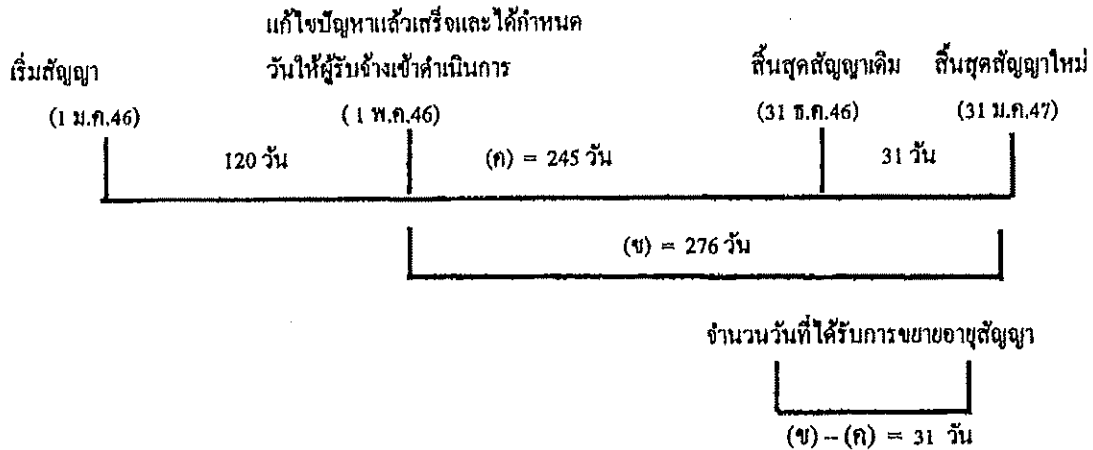 แก้ไขปัญหาแล้วเสร็จและได้กำหนด
เริ่มสัญญา วันให้ผู้รับจ้างเข้าดำเนินการ สิ้นสุดสัญญาเดิม สิ้นสุดสัญญาใหม่
(1 ม.ค.46) ( 1 พ.ค.46) (31 ธ.ค.46) (31 ม.ค.47)
120 วัน (ค) = 245 วัน 31 วัน
(ข) = 276 วัน
จำนวนวันที่ได้รับการขยายอายุสัญญา
(ข) – (ค) = 31 วัน